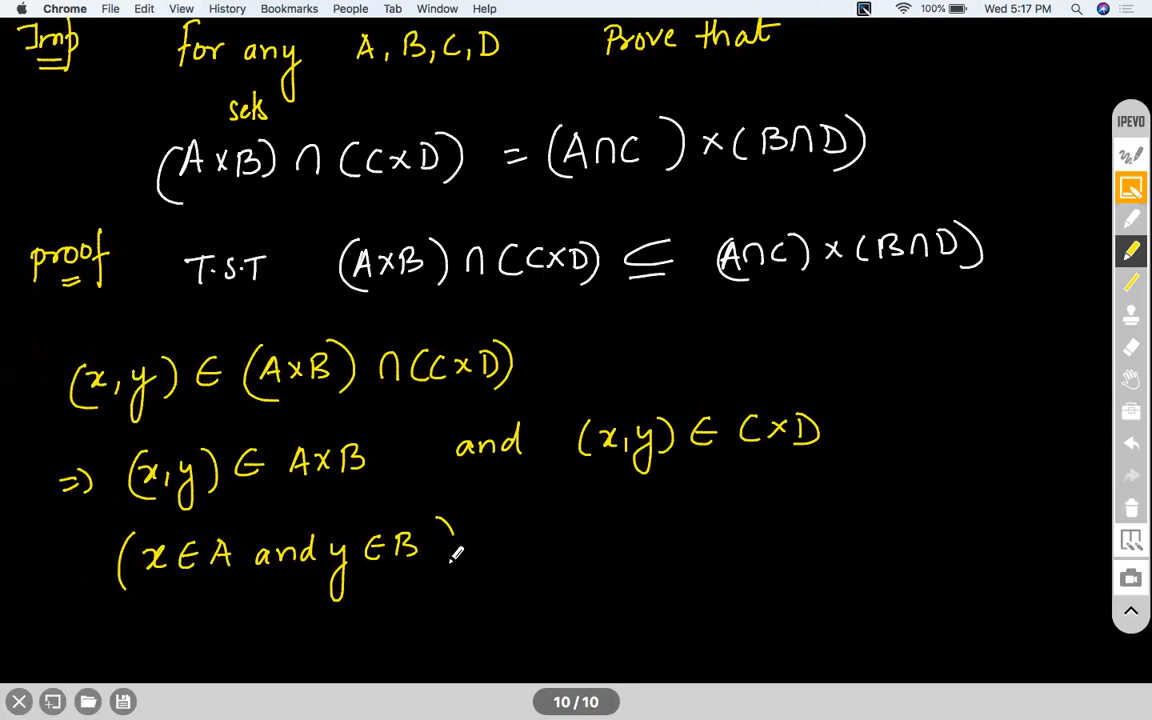 Chrome File Edit View History Bookmarks People Tab Window Help 100% Wed 5:17 PM
Imp for any A, B, C, D Prove that
sets
(A×B) ∩ (C×D) = (A∩C) × (B∩D)
proof T.S.T (A×B) ∩ (C×D) ⊆ (A∩C) × (B∩D)
(x,y) ∈ (A×B) ∩ (C×D)
⇒ (x,y) ∈ A×B and (x,y) ∈ C×D
(x ∈ A and y ∈ B)
IPEVO
10 / 10